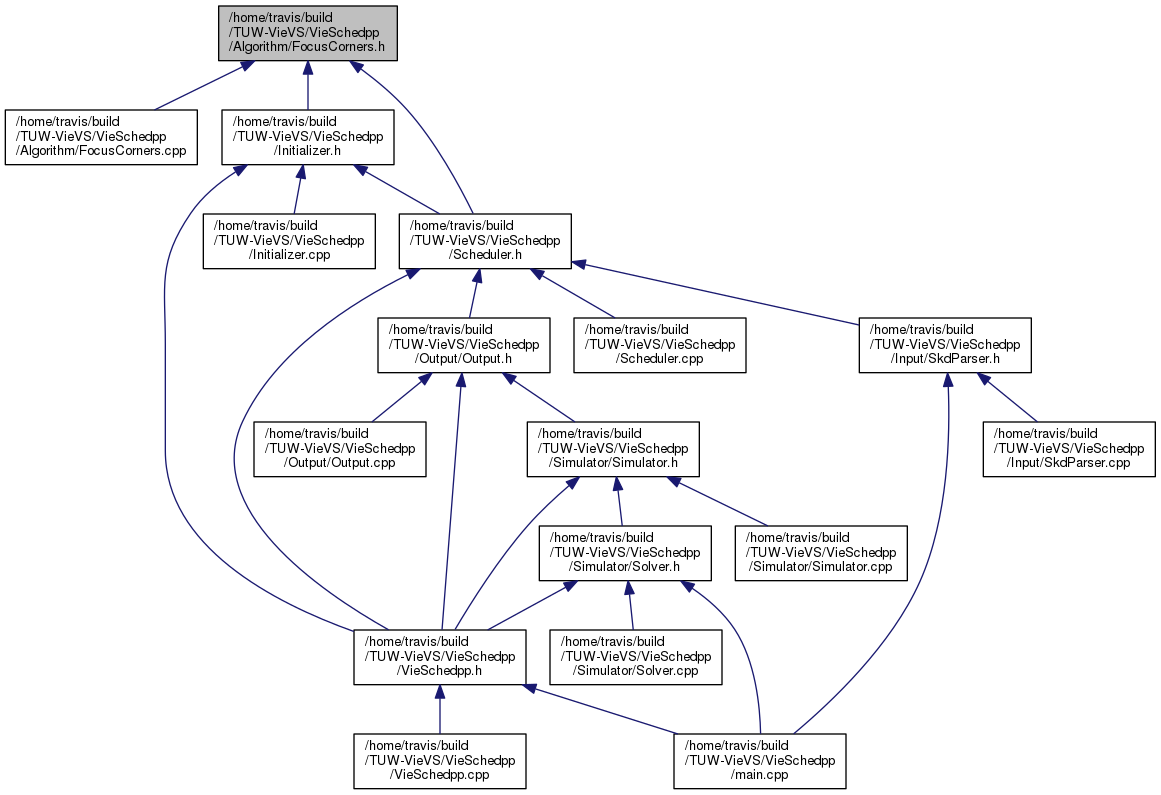 /home/travis/build
/TUW-VieVS/VieSchedpp
/Algorithm/FocusCorners.h
/home/travis/build
/TUW-VieVS/VieSchedpp
/Algorithm/FocusCorners.cpp
/home/travis/build
/TUW-VieVS/VieSchedpp
/Initializer.h
/home/travis/build
/TUW-VieVS/VieSchedpp
/Initializer.cpp
/home/travis/build
/TUW-VieVS/VieSchedpp
/Scheduler.h
/home/travis/build
/TUW-VieVS/VieSchedpp
/Output/Output.h
/home/travis/build
/TUW-VieVS/VieSchedpp
/Scheduler.cpp
/home/travis/build
/TUW-VieVS/VieSchedpp
/Input/SkdParser.h
/home/travis/build
/TUW-VieVS/VieSchedpp
/Output/Output.cpp
/home/travis/build
/TUW-VieVS/VieSchedpp
/Simulator/Simulator.h
/home/travis/build
/TUW-VieVS/VieSchedpp
/Input/SkdParser.cpp
/home/travis/build
/TUW-VieVS/VieSchedpp
/Simulator/Solver.h
/home/travis/build
/TUW-VieVS/VieSchedpp
/Simulator/Simulator.cpp
/home/travis/build
/TUW-VieVS/VieSchedpp
/VieSchedpp.h
/home/travis/build
/TUW-VieVS/VieSchedpp
/Simulator/Solver.cpp
/home/travis/build
/TUW-VieVS/VieSchedpp
/VieSchedpp.cpp
/home/travis/build
/TUW-VieVS/VieSchedpp
/main.cpp